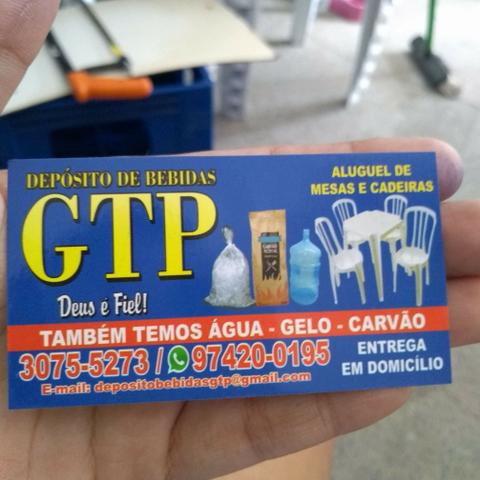 DEPÓSITO DE BEBIDAS
GTP
Deus é Fiel!
ALUGUEL DE
MESAS E CADEIRAS
TAMBÉM TEMOS ÁGUA - GELO - CARVÃO
3075-5273 / 97420-0195
E-mail: depositobebidasgtp@gmail.com
ENTREGA
EM DOMICÍLIO